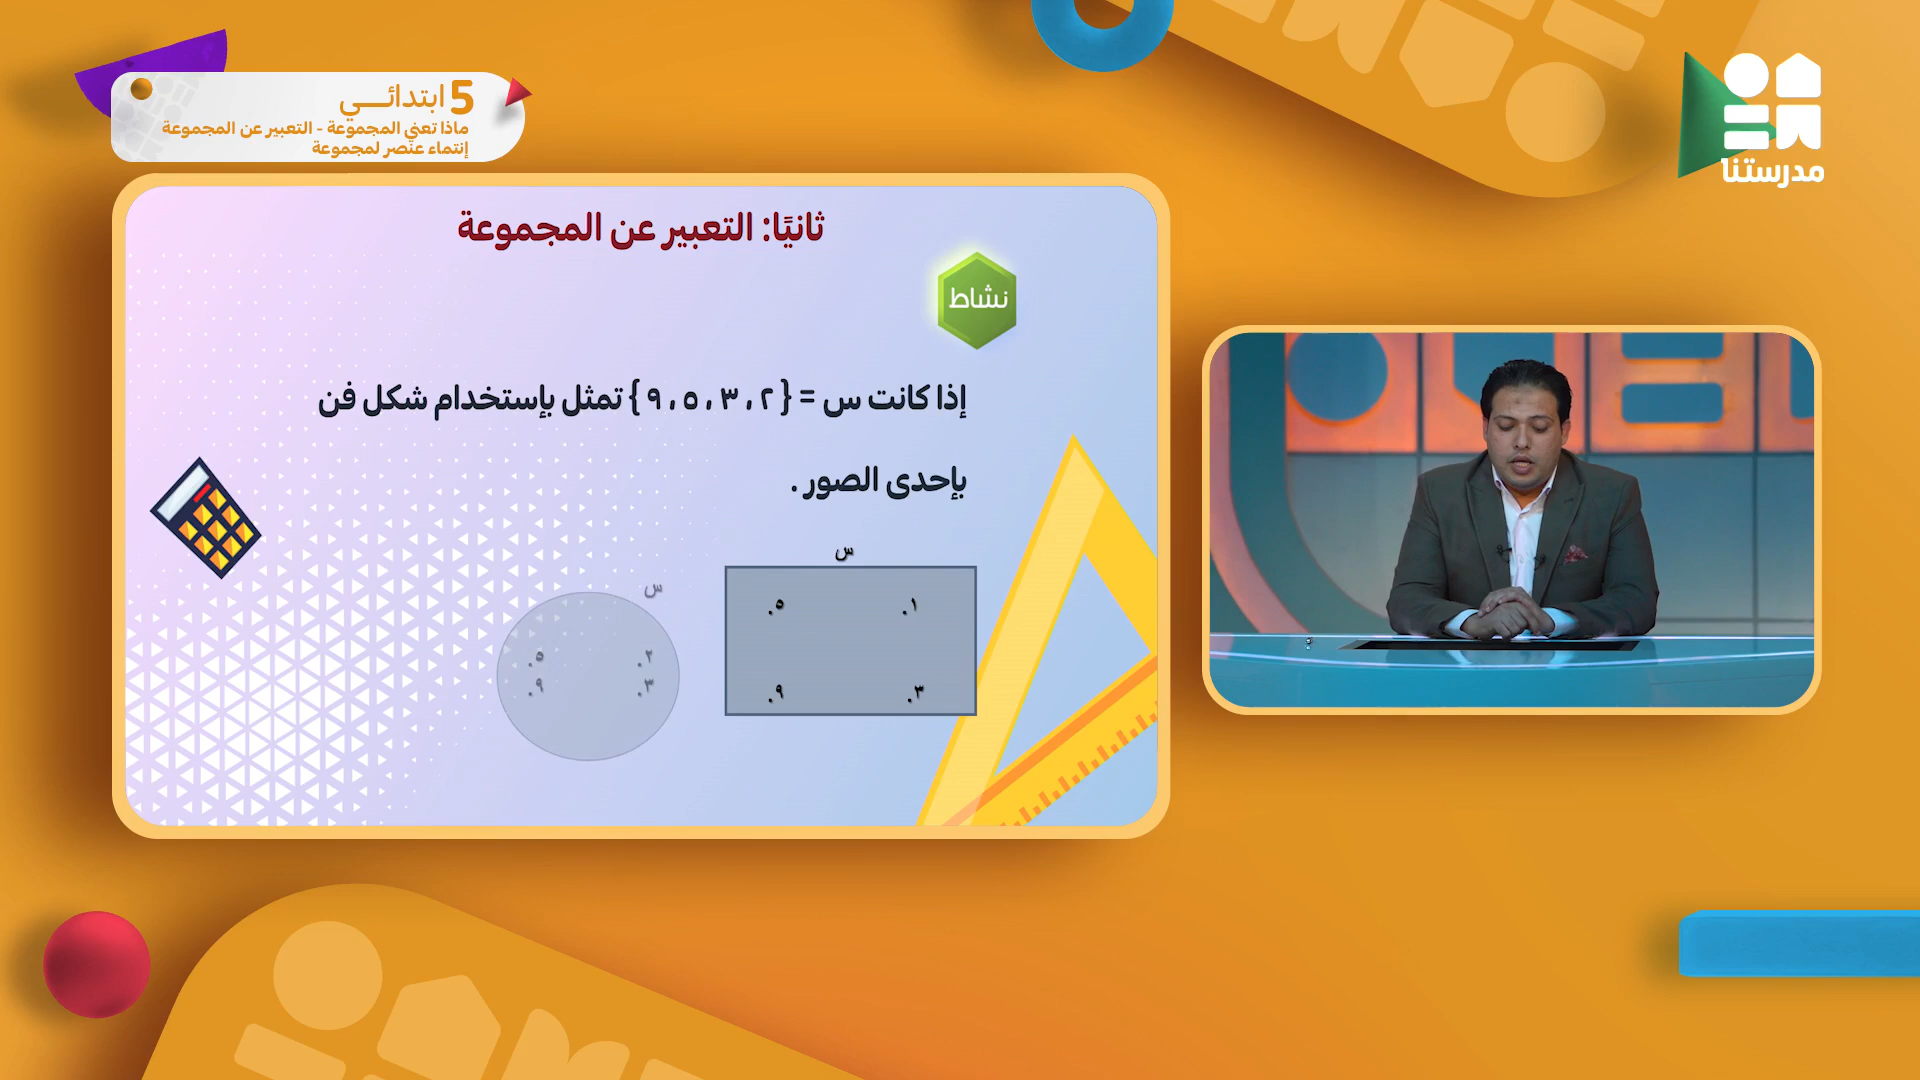 5 ابتدائـــي
ماذا تعني المجموعة - التعبير عن المجموعة
إنتماء عنصر لمجموعة
مدرستنا
ثانيًا: التعبير عن المجموعة
نشاط
إذا كانت س = { ٢ ، ٣ ، ٥ ، ٩ } تمثل بإستخدام شكل فن
بإحدى الصور .
س
.١ .٥
.٣ .٩
س
.٢ .٥
.٣ .٩